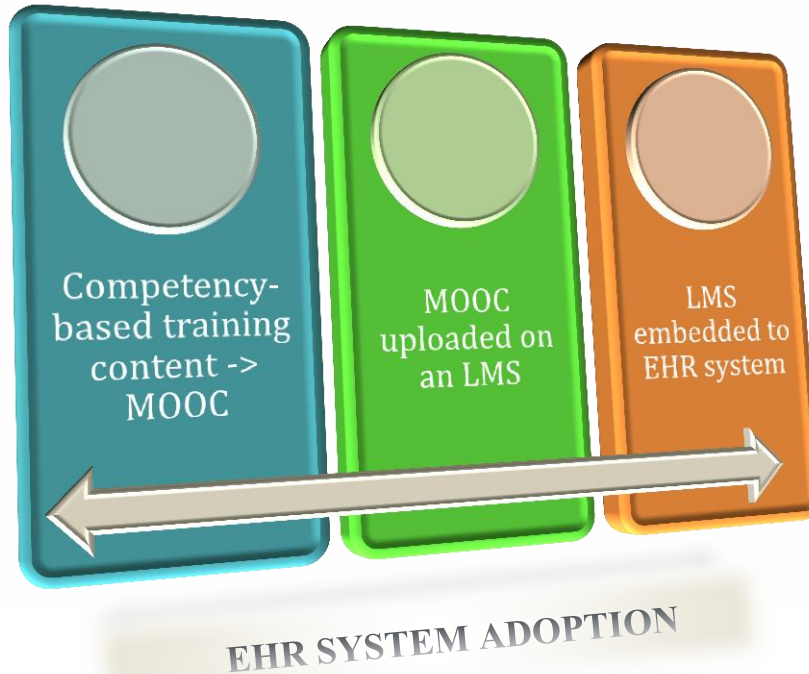 Competency-
based training
content ->
MOOC
MOOC
uploaded on
an LMS
LMS
embedded to
EHR system
EHR SYSTEM ADOPTION